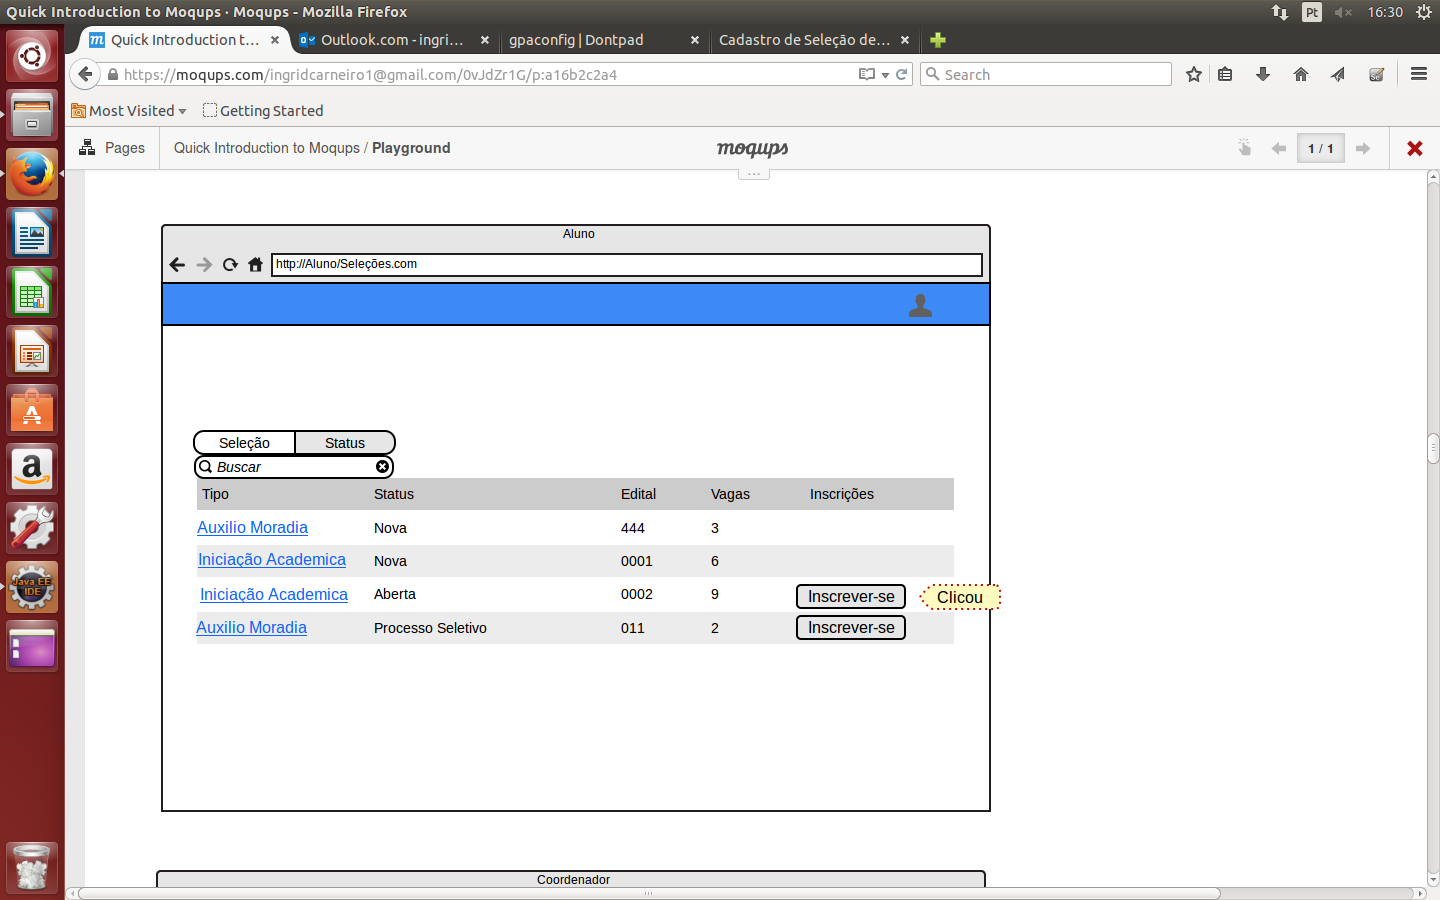 Quick Introduction to Moqups · Moqups - Mozilla Firefox
Pt
16:30
Quick Introduction t...
Outlook.com - ingri...
gpaconfig | Dontpad
Cadastro de Seleção de...
https://moqups.com/ingridcarneiro1@gmail.com/0vJdZr1G/p:a16b2c2a4
Search
Most Visited
Getting Started
Pages
Quick Introduction to Moqups / Playground
moqups
1 / 1
...
Aluno
http://Aluno/Seleções.com
Seleção
Status
Buscar
Tipo Status Edital Vagas Inscrições
Auxilio Moradia Nova 444 3
Iniciação Academica Nova 0001 6
Iniciação Academica Aberta 0002 9 Inscrever-se Clicou
Auxilio Moradia Processo Seletivo 011 2 Inscrever-se
Java EE
IDE
Coordenador